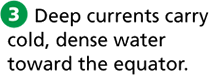 3 Deep currents carry
cold, dense water
toward the equator.